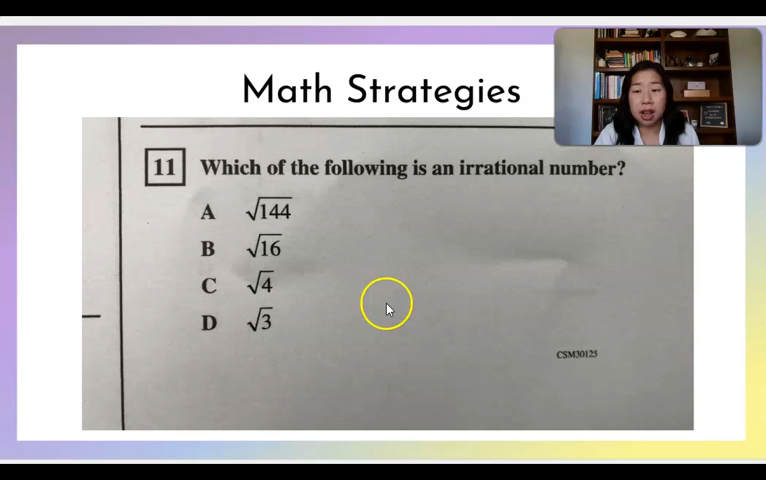 Math Strategies
11 Which of the following is an irrational number?
A √144
B √16
C √4
D √3
CSM30125